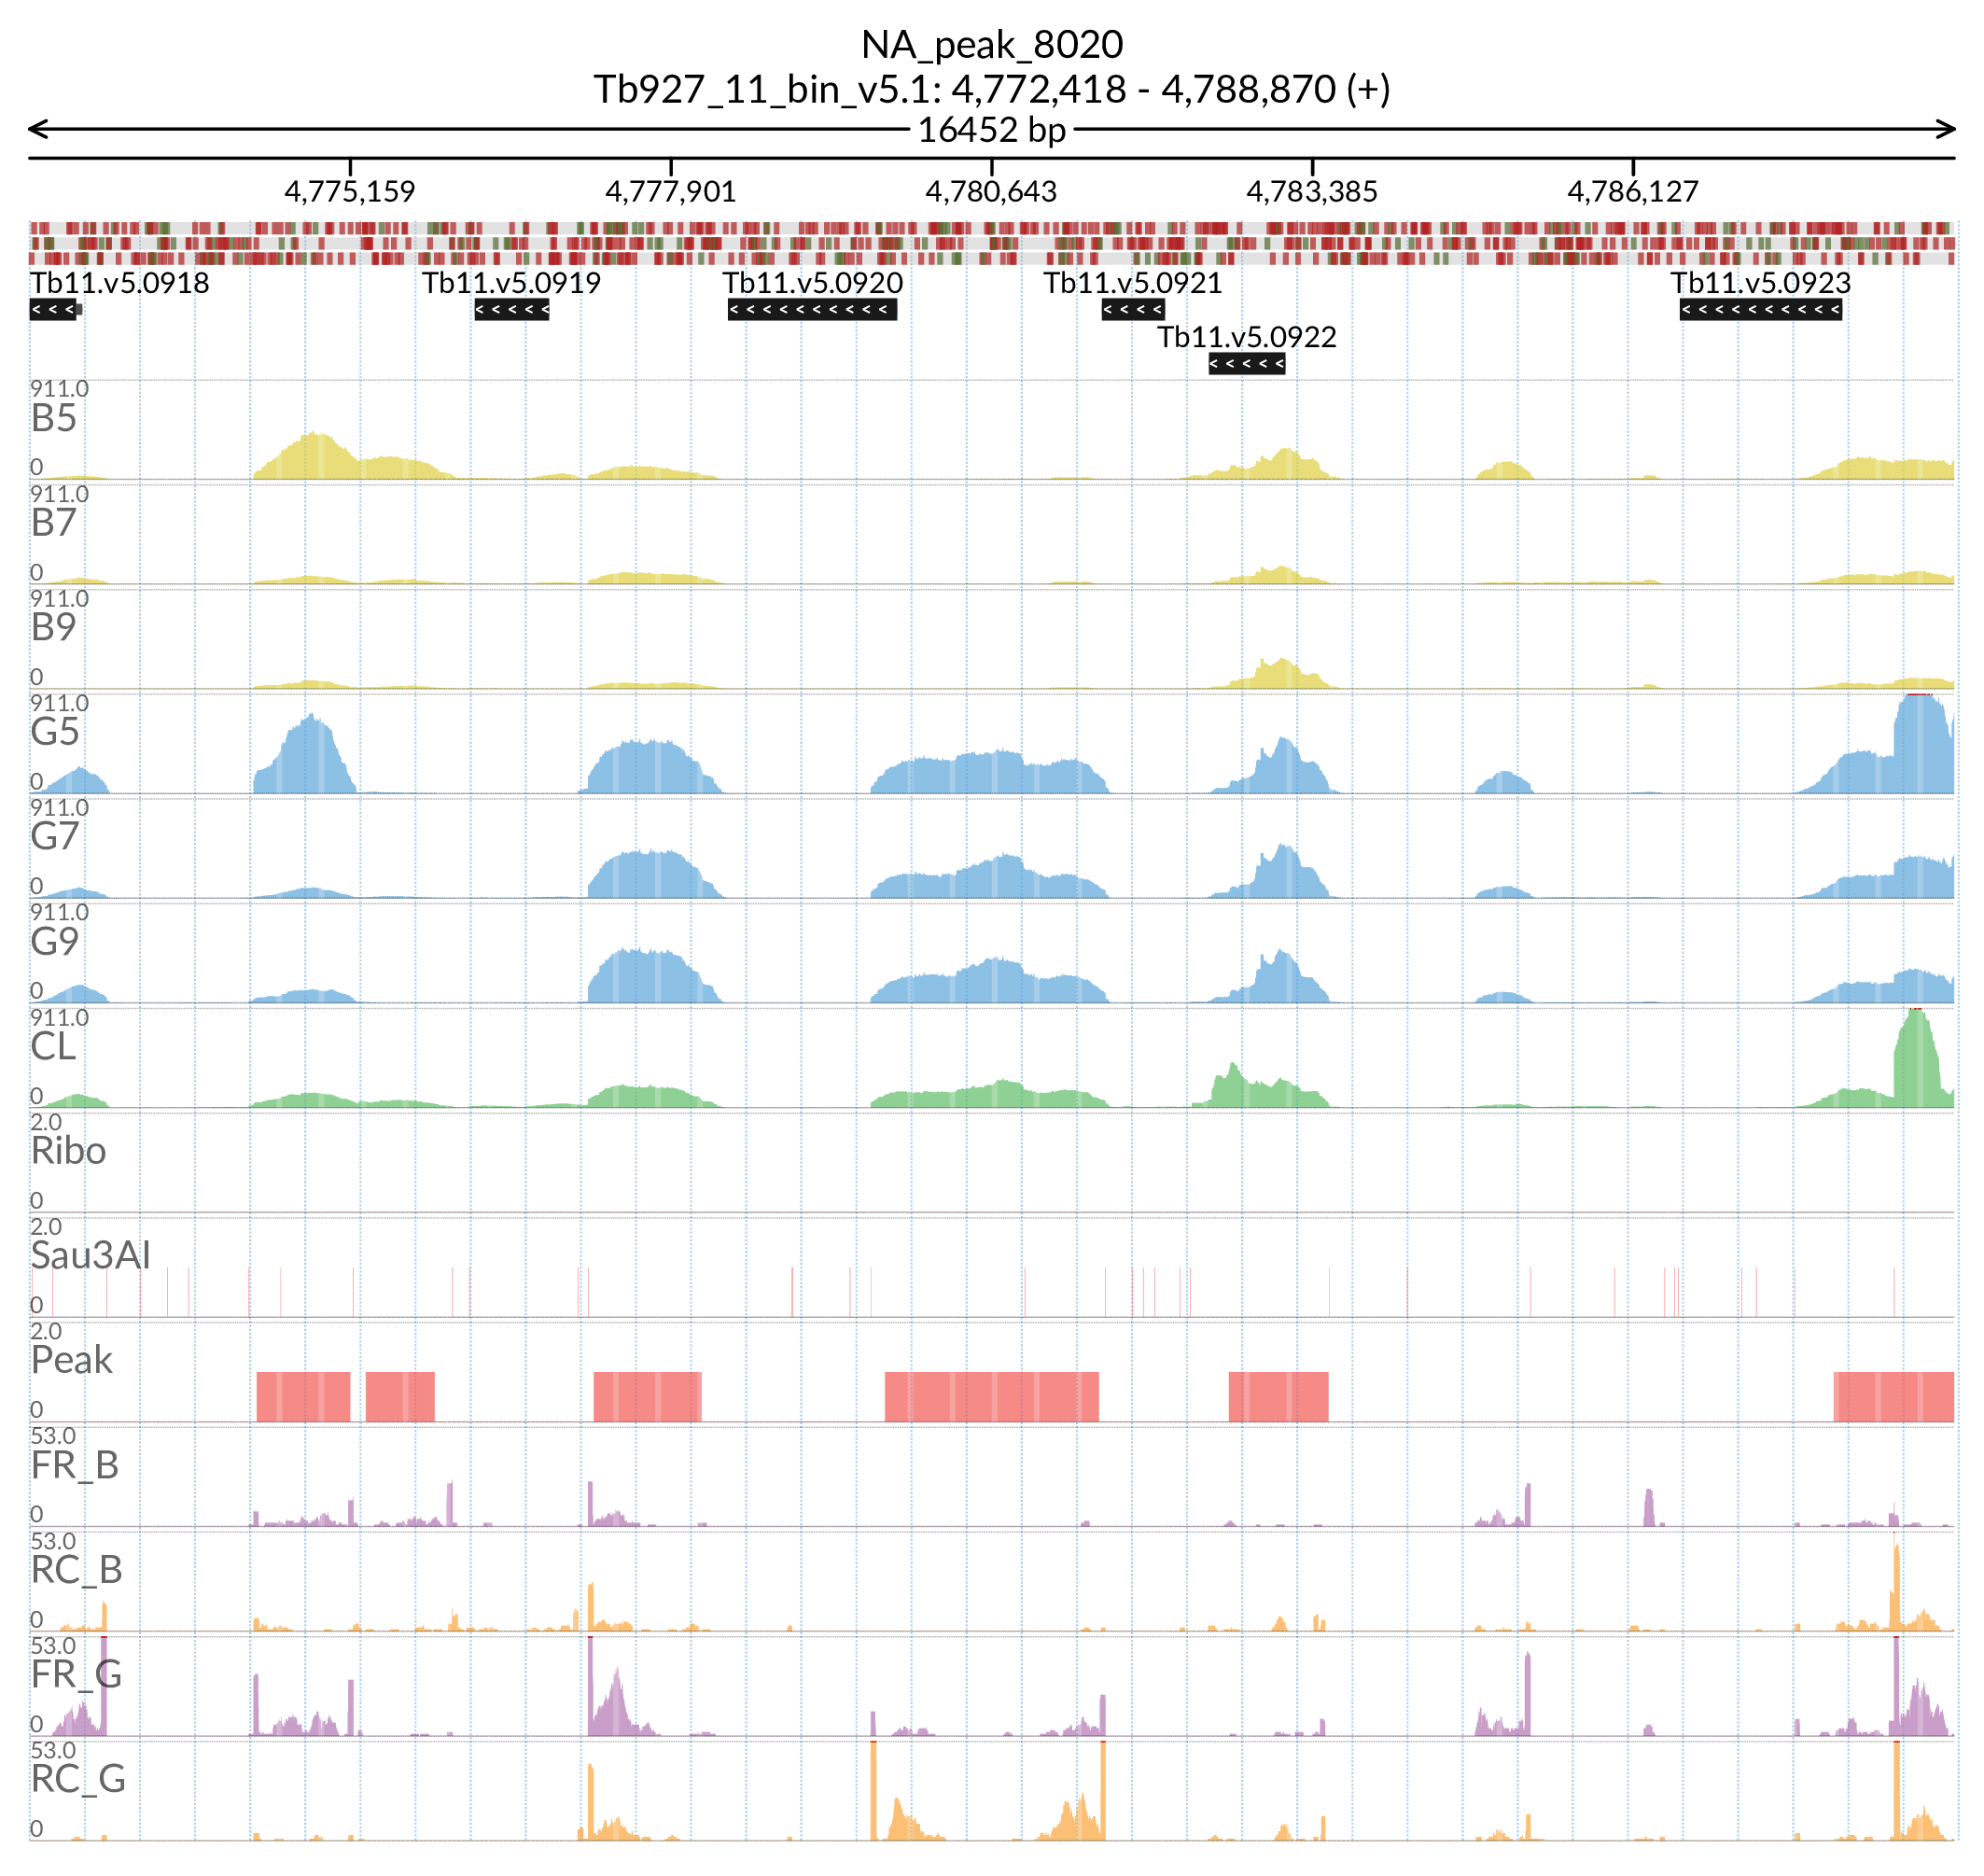 NA_peak_8020
Tb927_11_bin_v5.1: 4,772,418 - 4,788,870 (+)
16452 bp
4,775,159 4,777,901 4,780,643 4,783,385 4,786,127
Tb11.v5.0918 Tb11.v5.0919 Tb11.v5.0920 Tb11.v5.0921 Tb11.v5.0923
Tb11.v5.0922
911.0
B5
0
911.0
B7
0
911.0
B9
0
911.0
G5
0
911.0
G7
0
911.0
G9
0
911.0
CL
0
2.0
Ribo
0
2.0
Sau3AI
0
2.0
Peak
0
53.0
FR_B
0
53.0
RC_B
0
53.0
FR_G
0
53.0
RC_G
0